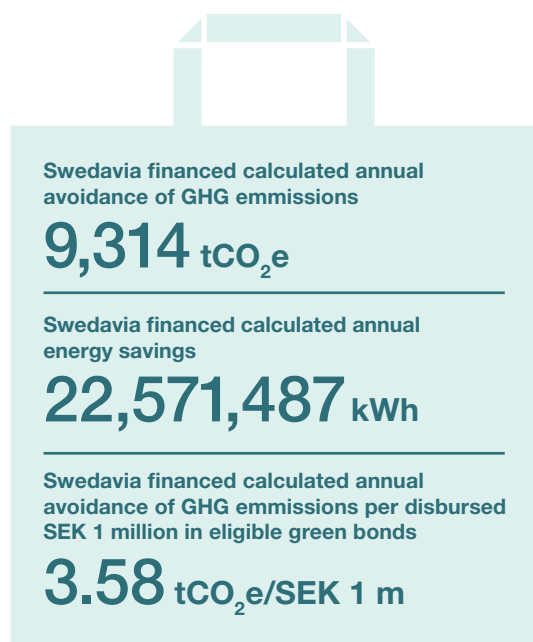 Swedavia financed calculated annual
avoidance of GHG emmissions
9,314 tCO₂e
Swedavia financed calculated annual
energy savings
22,571,487 kWh
Swedavia financed calculated annual
avoidance of GHG emmissions per disbursed
SEK 1 million in eligible green bonds
3.58 tCO₂e/SEK 1 m